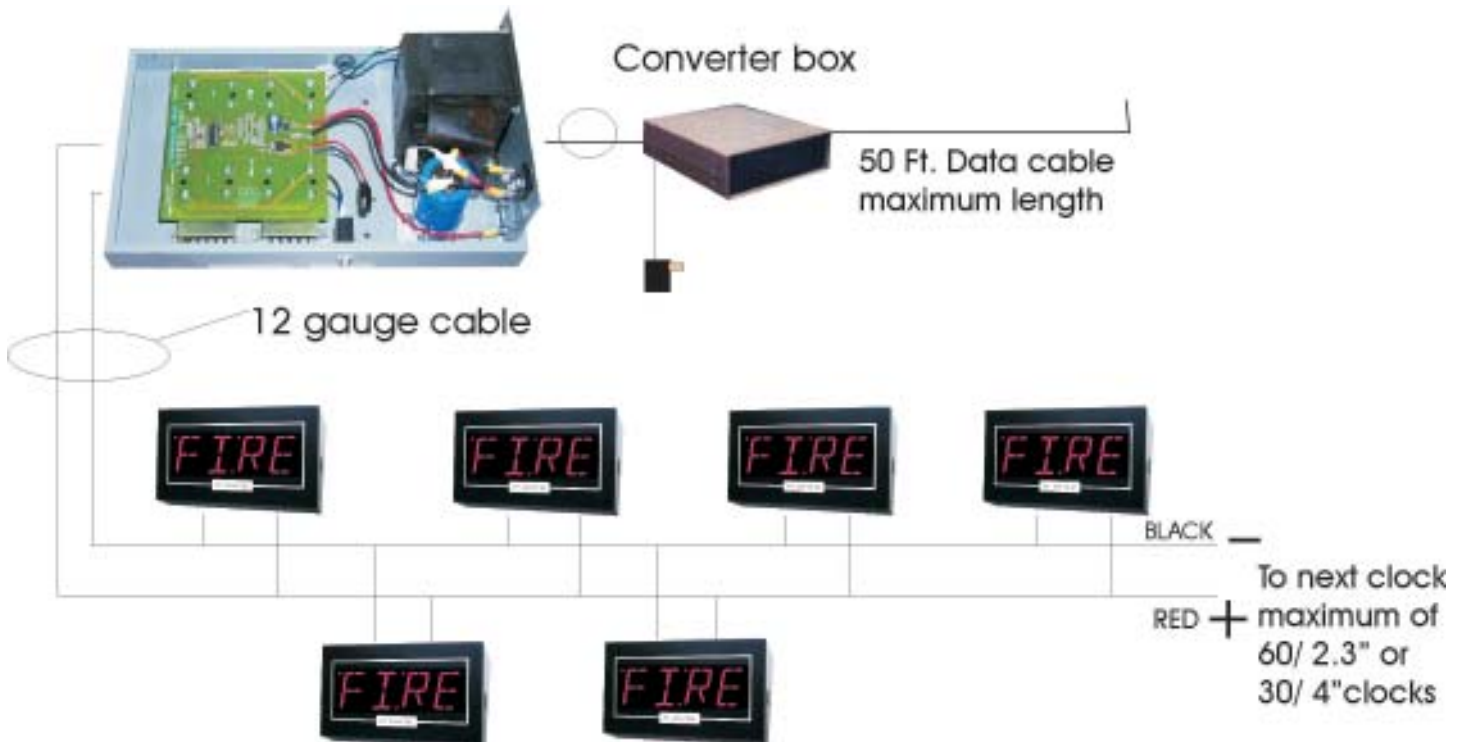 Converter box
50 Ft. Data cable
maximum length
12 gauge cable
FIRE
FIRE
FIRE
FIRE
BLACK −
To next clock
RED + maximum of
60/ 2.3" or
30/ 4"clocks
FIRE
FIRE